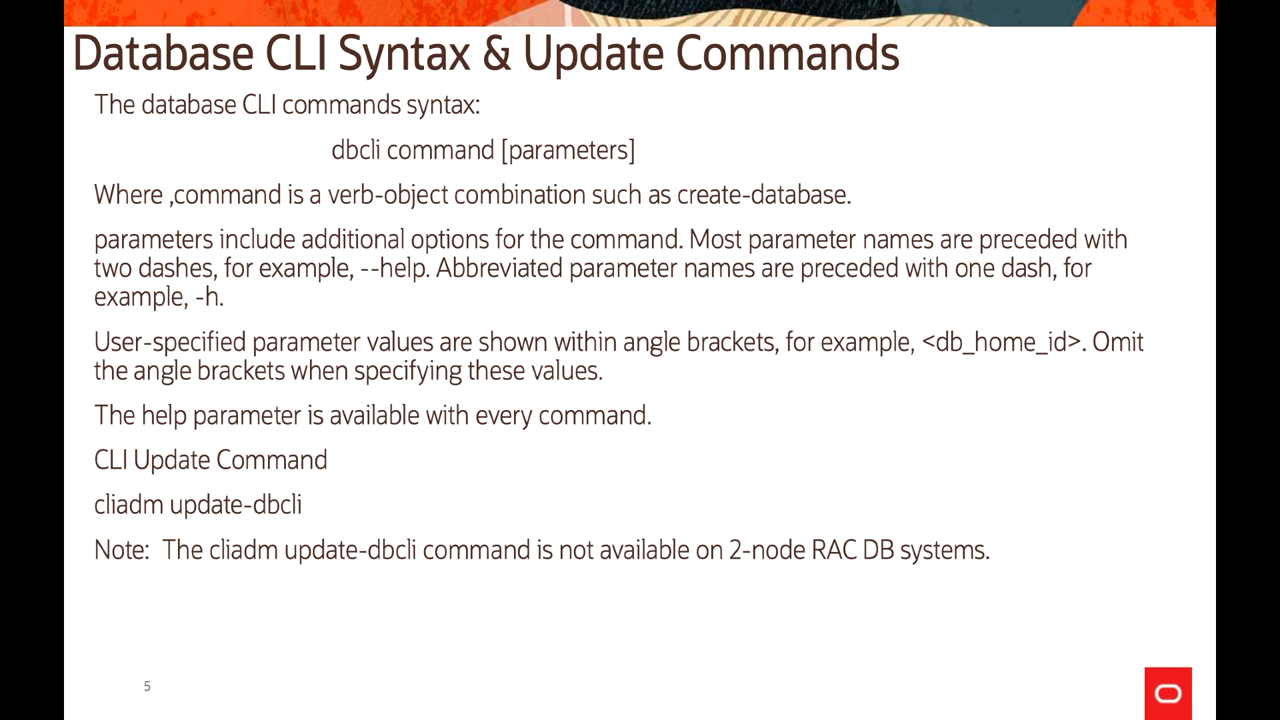 Database CLI Syntax & Update Commands
The database CLI commands syntax:
dbcli command [parameters]
Where ,command is a verb-object combination such as create-database.
parameters include additional options for the command. Most parameter names are preceded with
two dashes, for example, --help. Abbreviated parameter names are preceded with one dash, for
example, -h.
User-specified parameter values are shown within angle brackets, for example, <db_home_id>. Omit
the angle brackets when specifying these values.
The help parameter is available with every command.
CLI Update Command
cliadm update-dbcli
Note:  The cliadm update-dbcli command is not available on 2-node RAC DB systems.
5